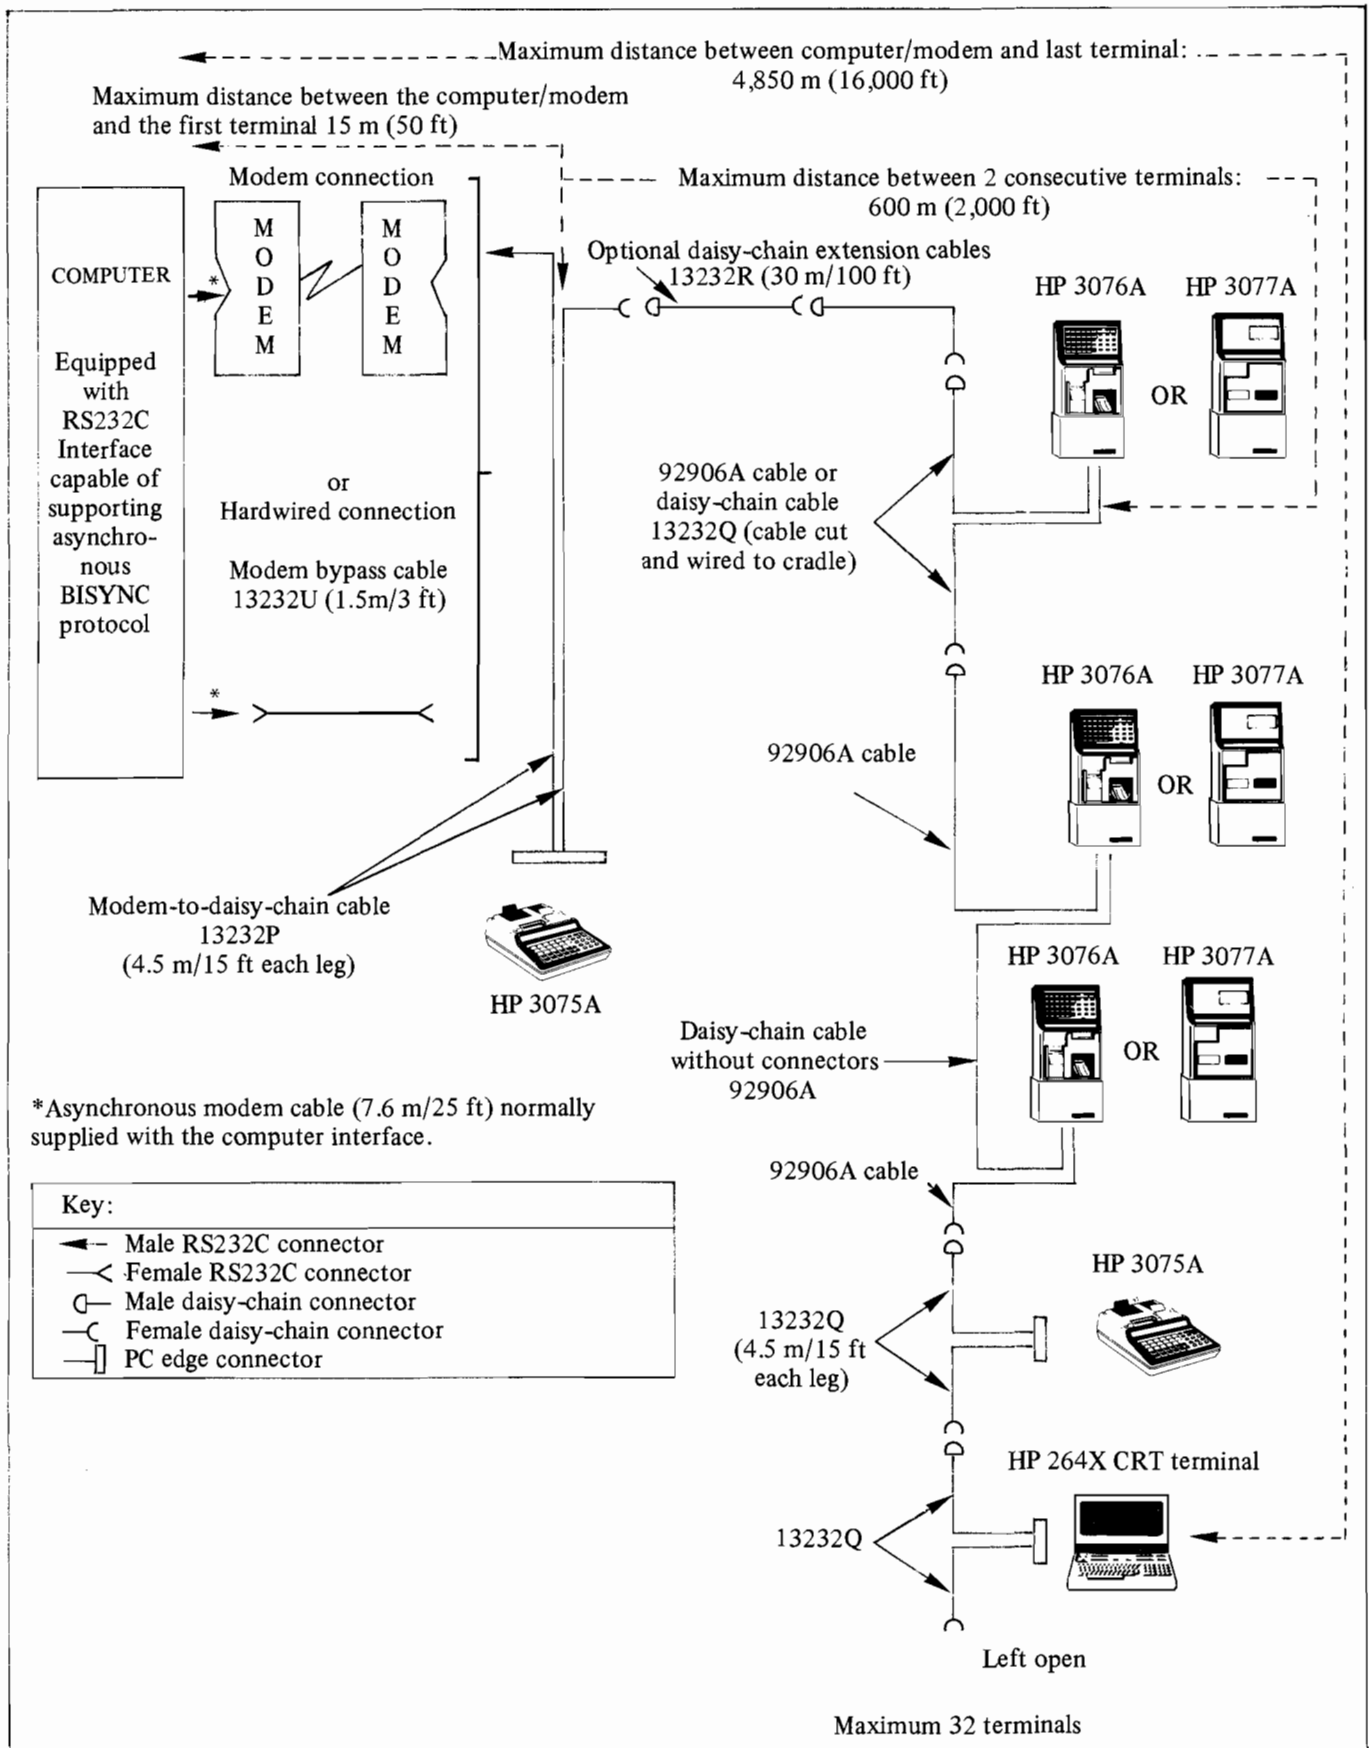 Maximum distance between computer/modem and last terminal:
4,850 m (16,000 ft)
Maximum distance between the computer/modem
and the first terminal 15 m (50 ft)
Modem connection
Maximum distance between 2 consecutive terminals:
600 m (2,000 ft)
M
O
D
E
M
M
O
D
E
M
COMPUTER
*
Optional daisy-chain extension cables
13232R (30 m/100 ft)
HP 3076A
HP 3077A
OR
Equipped
with
RS232C
Interface
capable of
supporting
asynchro-
nous
BISYNC
protocol
or
Hardwired connection
Modem bypass cable
13232U (1.5m/3 ft)
*
92906A cable or
daisy-chain cable
13232Q (cable cut
and wired to cradle)
HP 3076A
HP 3077A
OR
92906A cable
Modem-to-daisy-chain cable
13232P
(4.5 m/15 ft each leg)
HP 3075A
HP 3076A
HP 3077A
OR
Daisy-chain cable
without connectors
92906A
*Asynchronous modem cable (7.6 m/25 ft) normally
supplied with the computer interface.
92906A cable
Key:
Male RS232C connector
Female RS232C connector
Male daisy-chain connector
Female daisy-chain connector
PC edge connector
HP 3075A
13232Q
(4.5 m/15 ft
each leg)
HP 264X CRT terminal
13232Q
Left open
Maximum 32 terminals